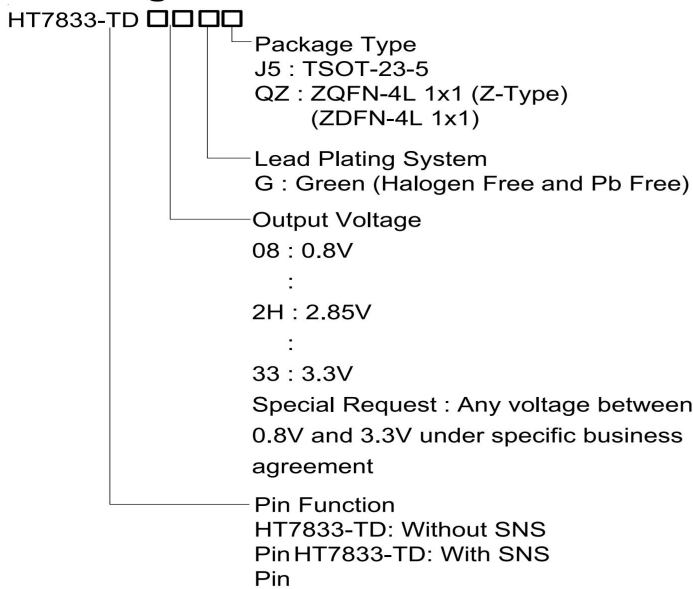 HT7833-TD
Package Type
J5 : TSOT-23-5
QZ : ZQFN-4L 1x1 (Z-Type)
(ZDFN-4L 1x1)
Lead Plating System
G : Green (Halogen Free and Pb Free)
Output Voltage
08 : 0.8V
:
2H : 2.85V
:
33 : 3.3V
Special Request : Any voltage between
0.8V and 3.3V under specific business
agreement
Pin Function
HT7833-TD: Without SNS
Pin HT7833-TD: With SNS
Pin